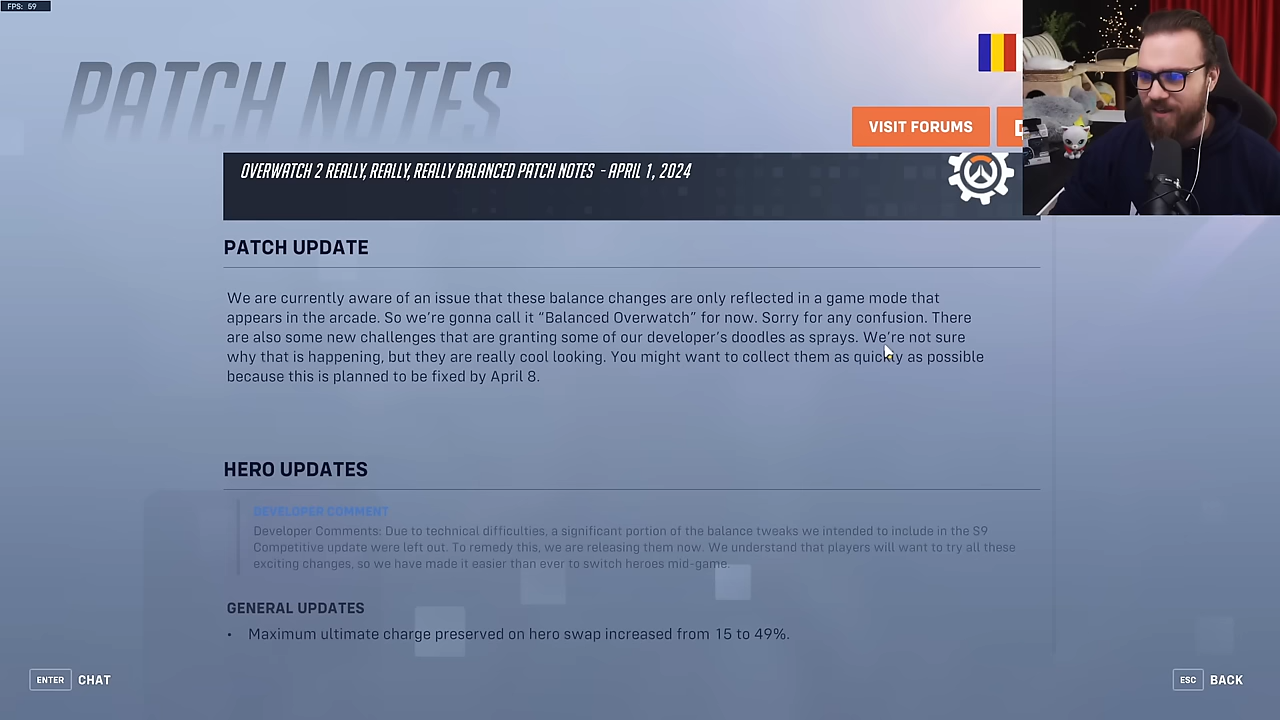 FPS: 59
PATCH NOTES
VISIT FORUMS
OVERWATCH 2 REALLY, REALLY, REALLY BALANCED PATCH NOTES - APRIL 1, 2024
PATCH UPDATE
We are currently aware of an issue that these balance changes are only reflected in a game mode that
appears in the arcade. So we're gonna call it “Balanced Overwatch” for now. Sorry for any confusion. There
are also some new challenges that are granting some of our developer's doodles as sprays. We're not sure
why that is happening, but they are really cool looking. You might want to collect them as quickly as possible
because this is planned to be fixed by April 8.
HERO UPDATES
DEVELOPER COMMENT
Developer Comments: Due to technical difficulties, a significant portion of the balance tweaks we intended to include in the S9
Competitive update were left out. To remedy this, we are releasing them now. We understand that players will want to try all these
exciting changes, so we have made it easier than ever to switch heroes mid-game.
GENERAL UPDATES
• Maximum ultimate charge preserved on hero swap increased from 15 to 49%.
ENTER CHAT
ESC BACK